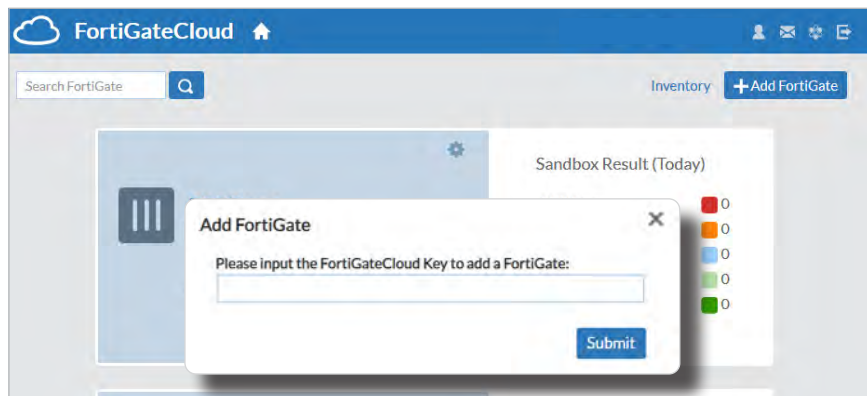 FortiGateCloud
Search FortiGate
Inventory
+Add FortiGate
Sandbox Result (Today)
0
0
0
0
0
Add FortiGate
Please input the FortiGateCloud Key to add a FortiGate:
Submit